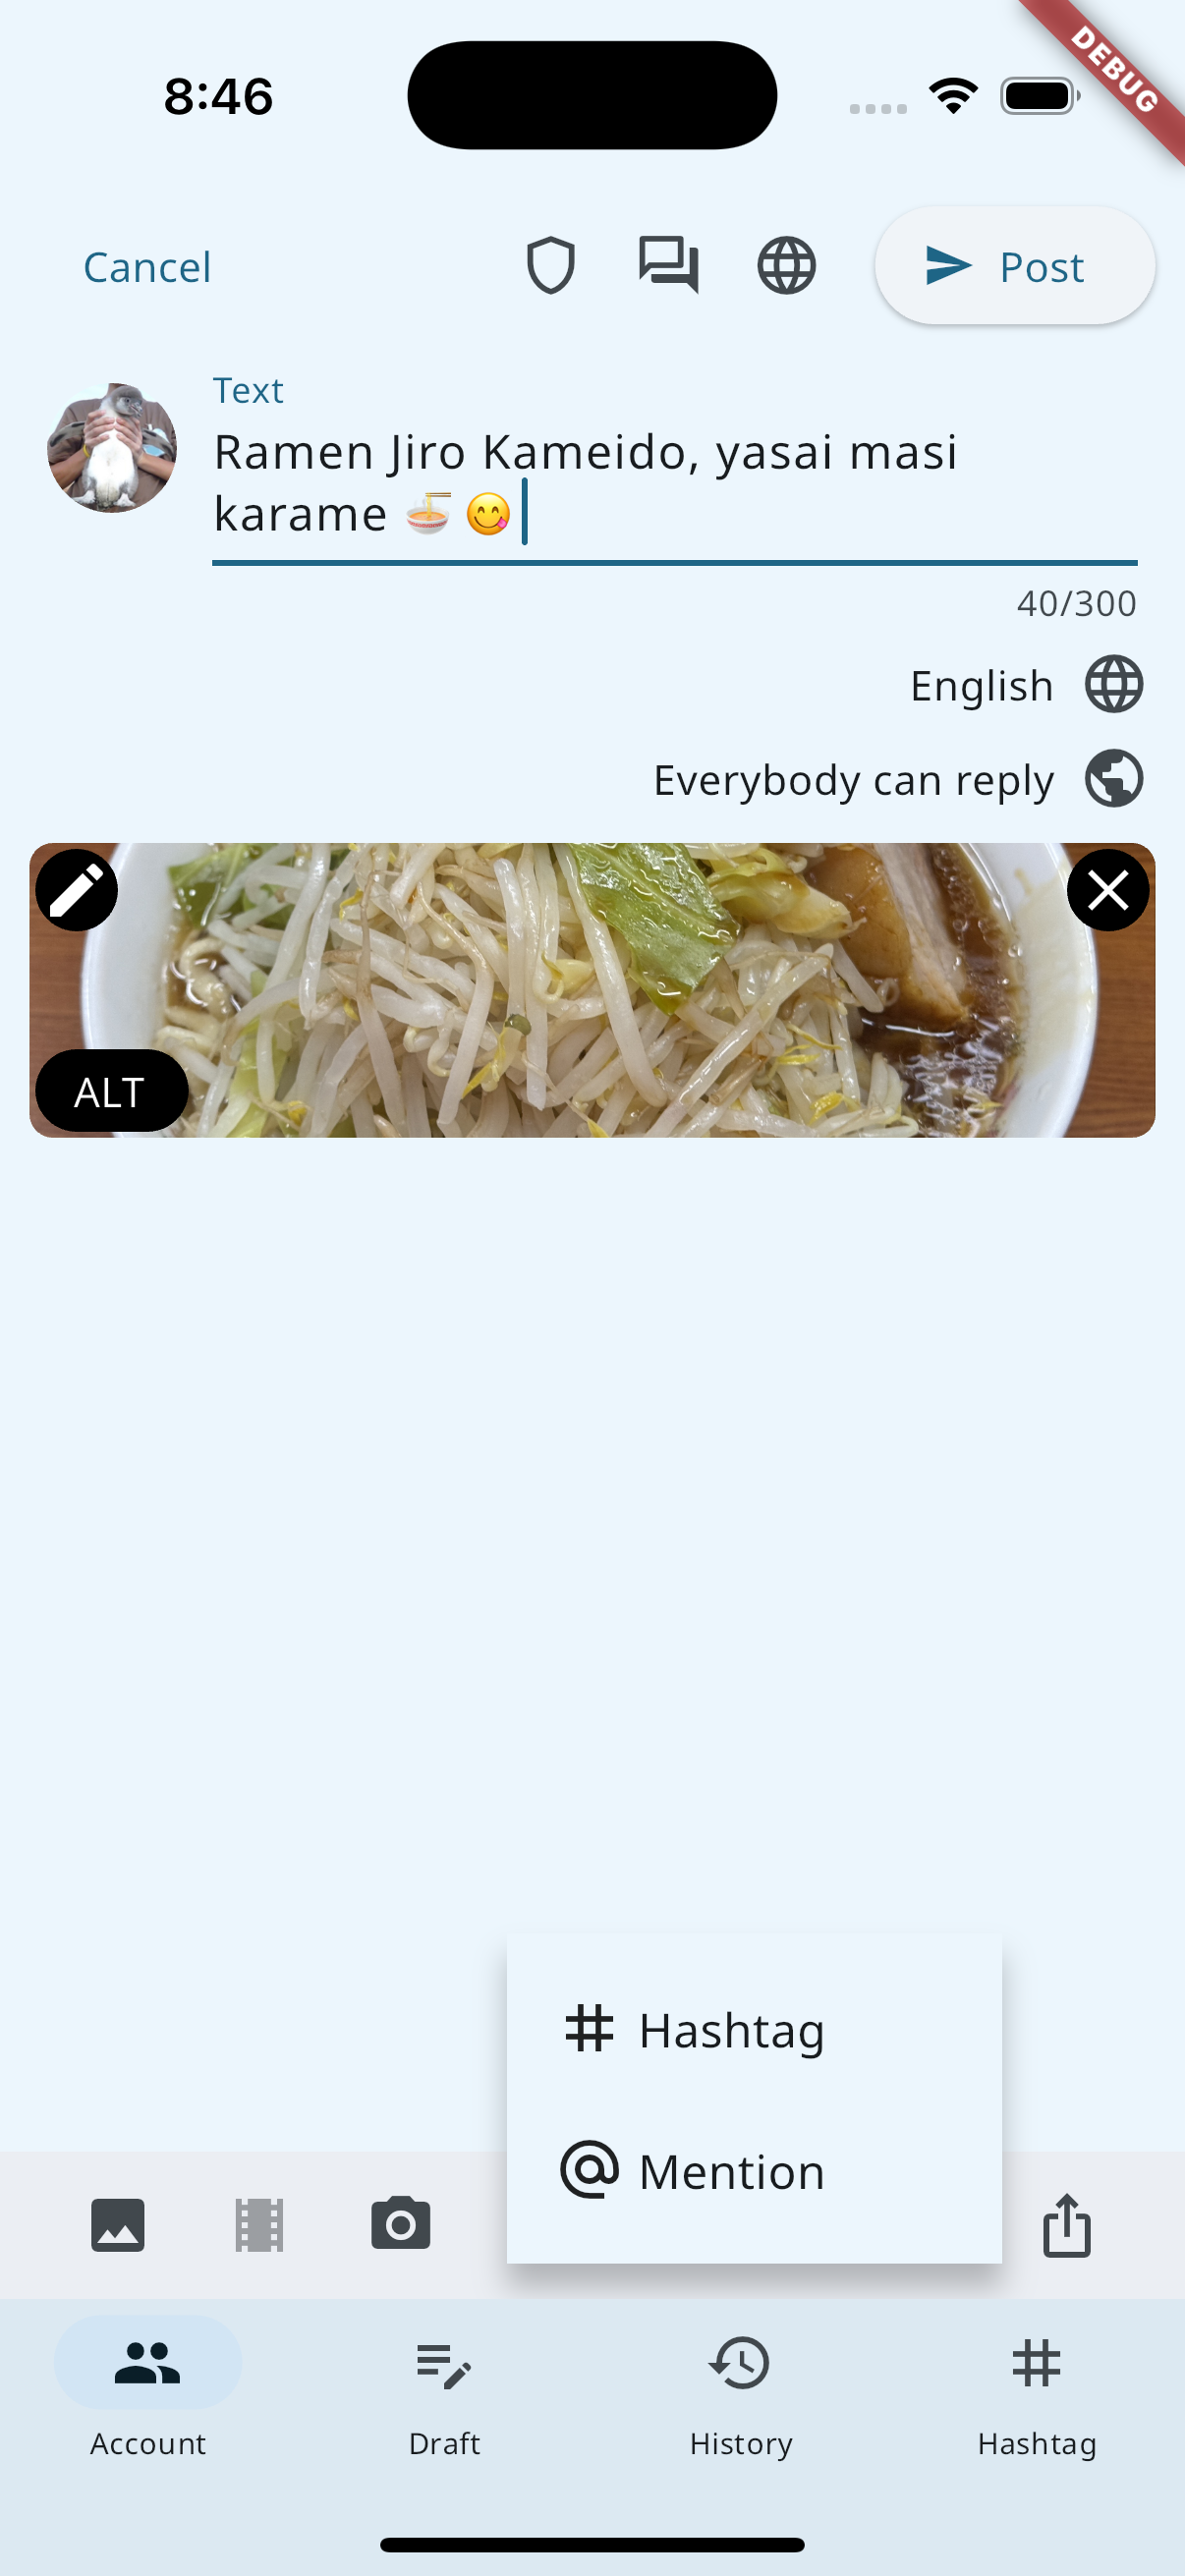 8:46
DEBUG
Cancel
Post
Text
Ramen Jiro Kameido, yasai masi
karame 🍜 😋
40/300
English
Everybody can reply
ALT
Hashtag
Mention
Account
Draft
History
Hashtag